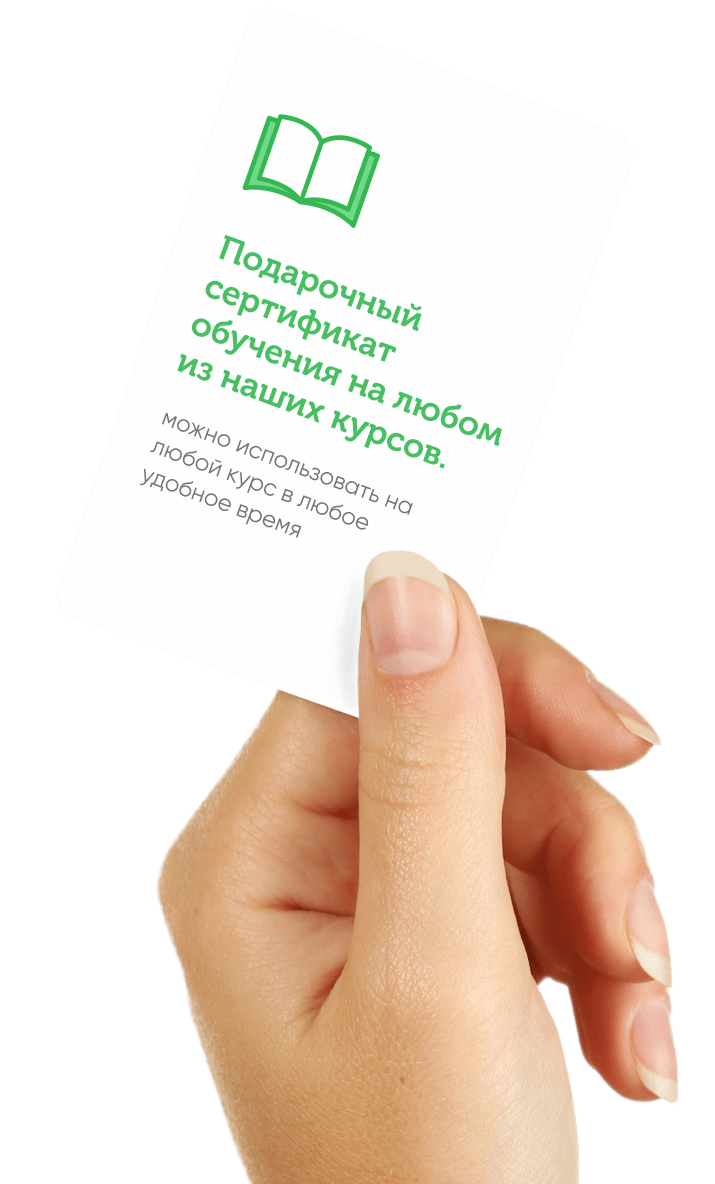 Подарочный
сертификат
обучения на любом
из наших курсов.
можно использовать на
любой курс в любое
удобное время